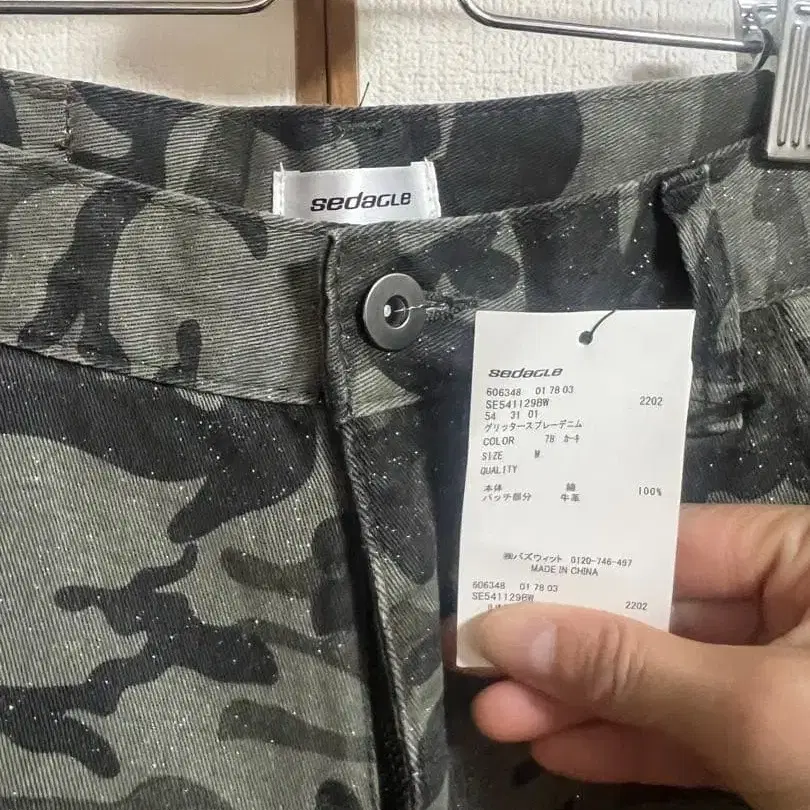 sedaGLe
sedaGLe
606348 01 78 03
SE541129BW 2202
54 31 01
グリッタースプレーデニム
COLOR 78 カーキ
SIZE M
QUALITY
本体 綿 100%
パッチ部分 牛革
㈱バズウィット 0120-746-497
MADE IN CHINA
606348 01 78 03
SE541129BW 2202